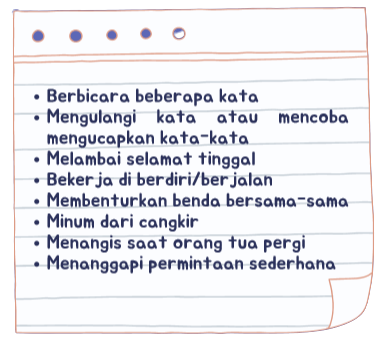 • Berbicara beberapa kata
• Mengulangi kata atau mencoba
mengucapkan kata-kata
• Melambai selamat tinggal
• Bekerja di berdiri/berjalan
• Membenturkan benda bersama-sama
• Minum dari cangkir
• Menangis saat orang tua pergi
• Menanggapi permintaan sederhana